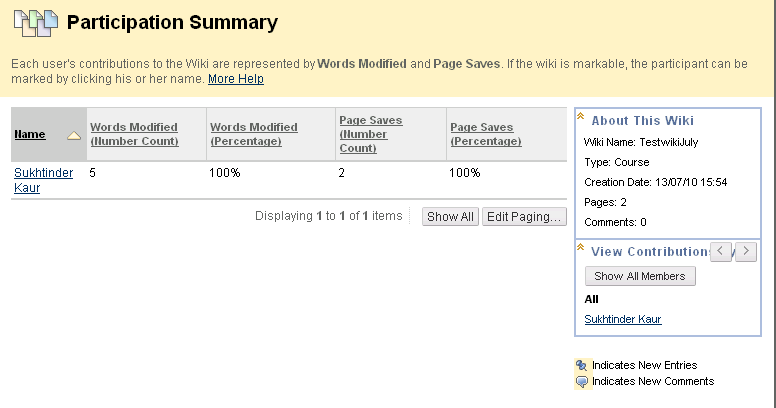 Participation Summary
Each user's contributions to the Wiki are represented by Words Modified and Page Saves. If the wiki is markable, the participant can be
marked by clicking his or her name. More Help
Name
Words Modified
(Number Count)
Words Modified
(Percentage)
Page Saves
(Number
Count)
Page Saves
(Percentage)
Sukhtinder
Kaur
5
100%
2
100%
Displaying 1 to 1 of 1 items
Show All
Edit Paging...
About This Wiki
Wiki Name: TestwikiJuly
Type: Course
Creation Date: 13/07/10 15:54
Pages: 2
Comments: 0
View Contributions
Show All Members
All
Sukhtinder Kaur
Indicates New Entries
Indicates New Comments